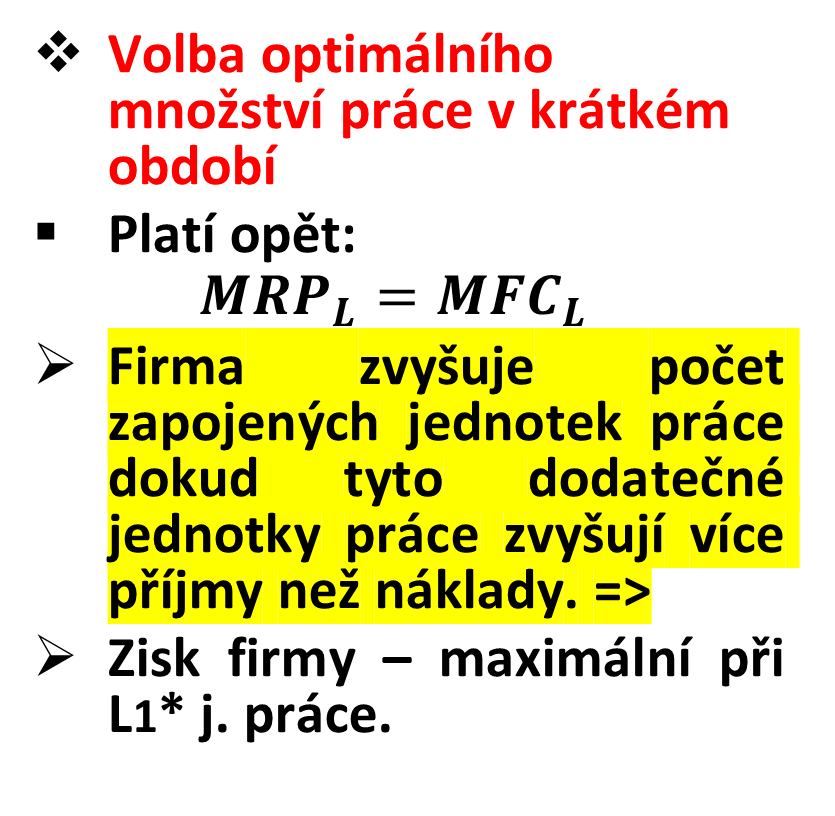 ❖ Volba optimálního
množství práce v krátkém
období
▪ Platí opět:
MRP_L = MFC_L
➢ Firma zvyšuje počet
zapojených jednotek práce
dokud tyto dodatečné
jednotky práce zvyšují více
příjmy než náklady. =>
➢ Zisk firmy – maximální při
L1* j. práce.